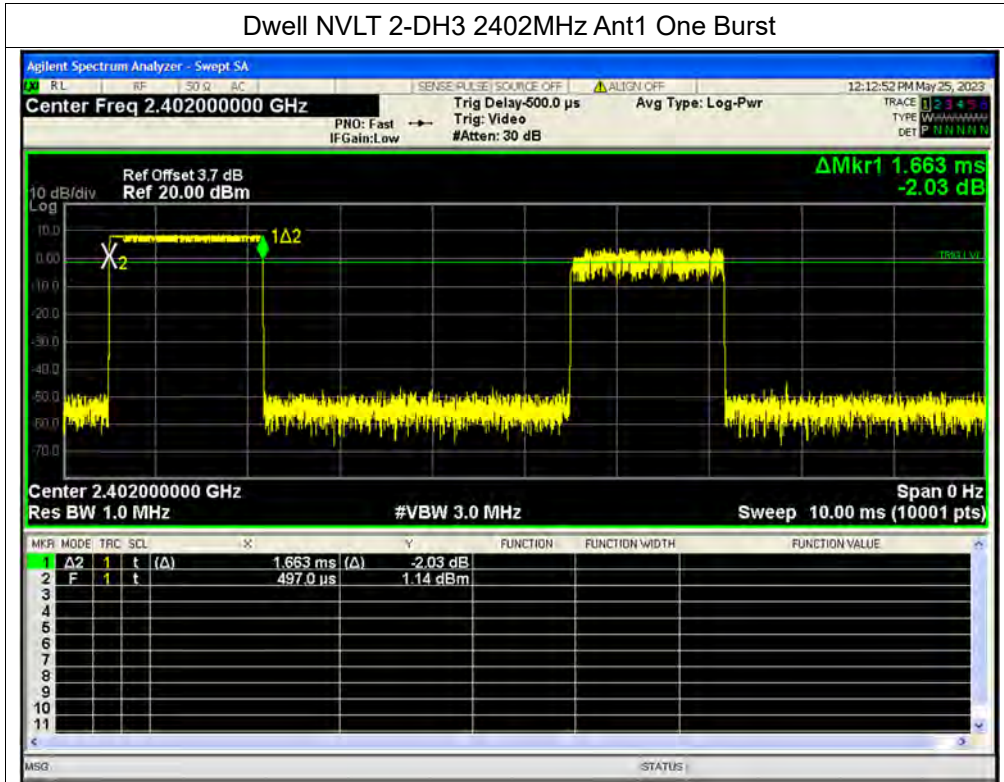 Dwell NVLT 2-DH3 2402MHz Ant1 One Burst
Agilent Spectrum Analyzer - Swept SA
LXI RL RF 50 Ω AC SENSE:PULSE SOURCE OFF ALIGN OFF 12:12:52 PM May 25, 2023
Center Freq 2.402000000 GHz
PNO: Fast
IFGain:Low
Trig Delay-500.0 µs
Trig: Video
#Atten: 30 dB
Avg Type: Log-Pwr
TRACE 1 2 3 4 5 6
TYPE W
DET P N N N N N
ΔMkr1 1.663 ms
-2.03 dB
Ref Offset 3.7 dB
10 dB/div Ref 20.00 dBm
Log
10.0
0.00
-10.0
-20.0
-30.0
-40.0
-50.0
-60.0
-70.0
X2
1Δ2
TRIG LVL
Center 2.402000000 GHz Span 0 Hz
Res BW 1.0 MHz #VBW 3.0 MHz Sweep 10.00 ms (10001 pts)
MKR MODE TRC SCL X Y FUNCTION FUNCTION WIDTH FUNCTION VALUE
1 Δ2 1 t (Δ) 1.663 ms (Δ) -2.03 dB
2 F 1 t 497.0 µs 1.14 dBm
3
4
5
6
7
8
9
10
11
MSG STATUS